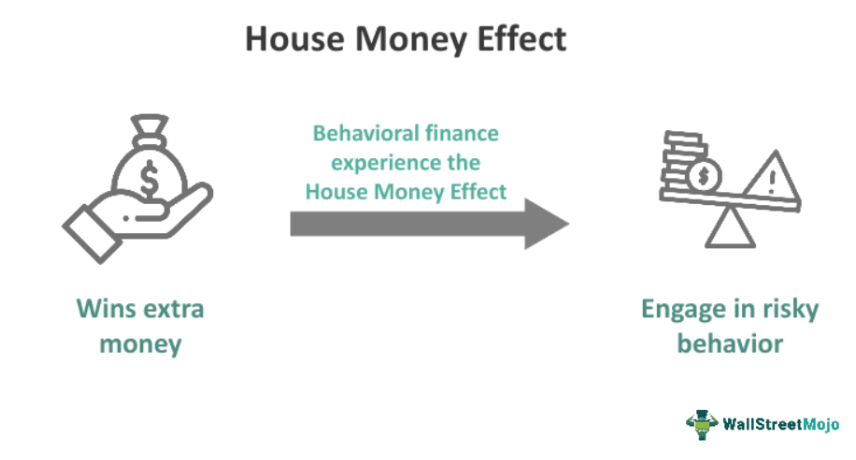 House Money Effect
Behavioral finance
experience the
House Money Effect
$
$
!
Wins extra
money
Engage in risky
behavior
WallStreetMojo